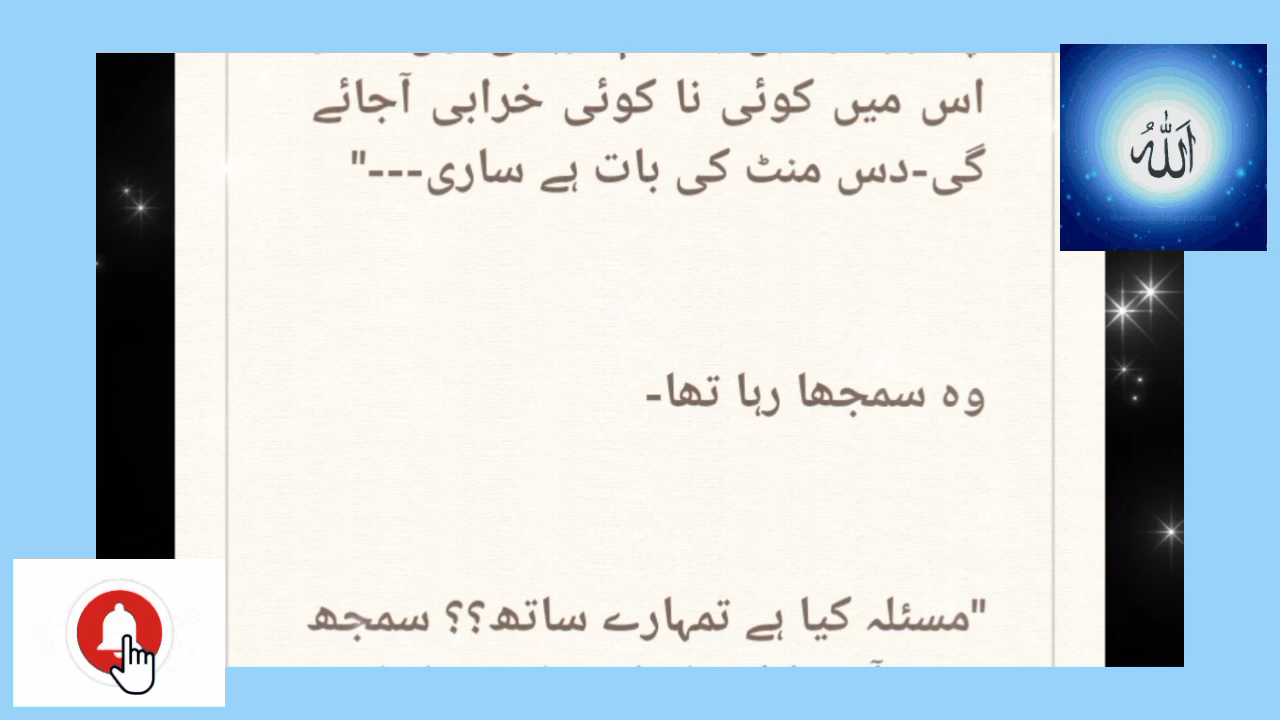 اس میں کوئی نا کوئی خرابی آجائے
گی-دس منٹ کی بات ہے ساری---"
وہ سمجھا رہا تھا-
"مسئلہ کیا ہے تمہارے ساتھ؟؟ سمجھ
الله